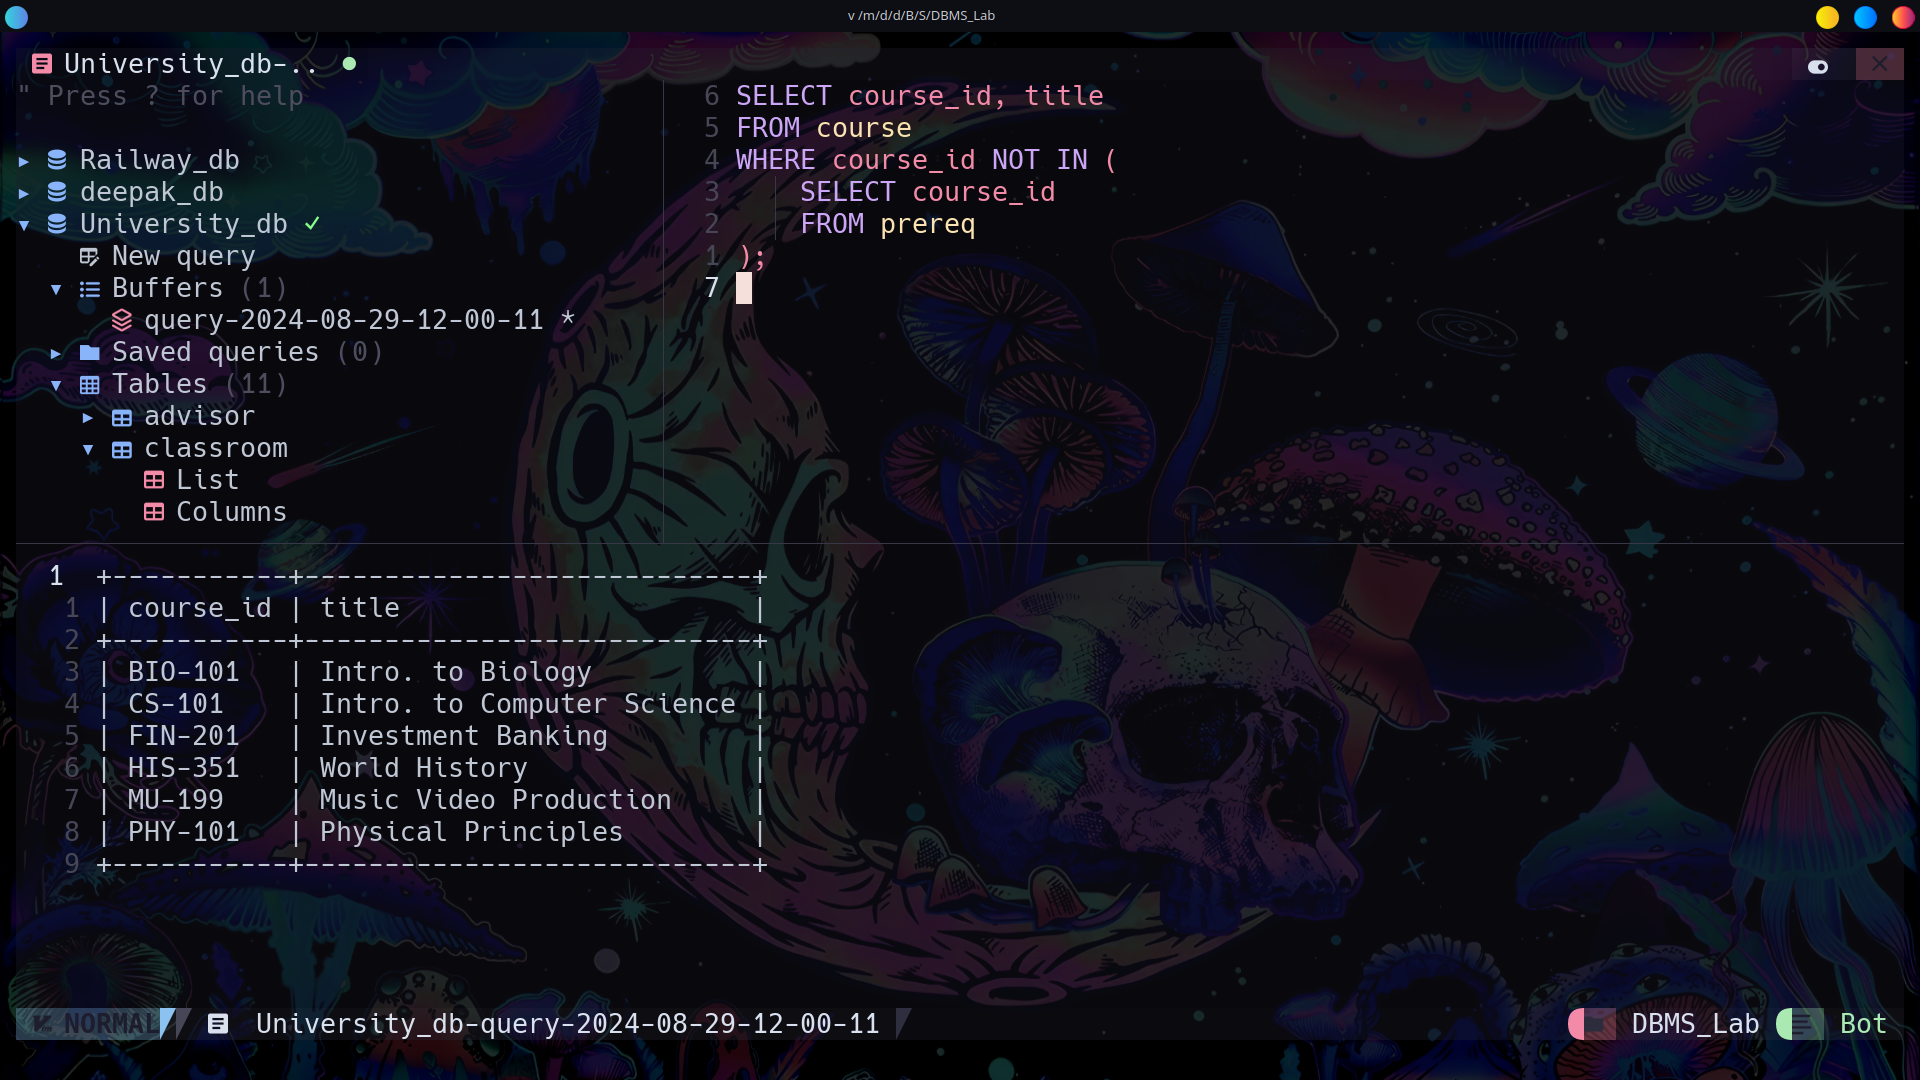 v /m/d/d/B/S/DBMS_Lab
University_db-..
" Press ? for help
Railway_db
deepak_db
University_db ✓
New query
Buffers (1)
query-2024-08-29-12-00-11 *
Saved queries (0)
Tables (11)
advisor
classroom
List
Columns
6 SELECT course_id, title
5 FROM course
4 WHERE course_id NOT IN (
3     SELECT course_id
2     FROM prereq
1 );
7
1 +-----------+----------------------------+
1 | course_id | title                      |
2 +-----------+----------------------------+
3 | BIO-101   | Intro. to Biology          |
4 | CS-101    | Intro. to Computer Science |
5 | FIN-201   | Investment Banking         |
6 | HIS-351   | World History              |
7 | MU-199    | Music Video Production     |
8 | PHY-101   | Physical Principles        |
9 +-----------+----------------------------+
NORMAL University_db-query-2024-08-29-12-00-11 DBMS_Lab Bot